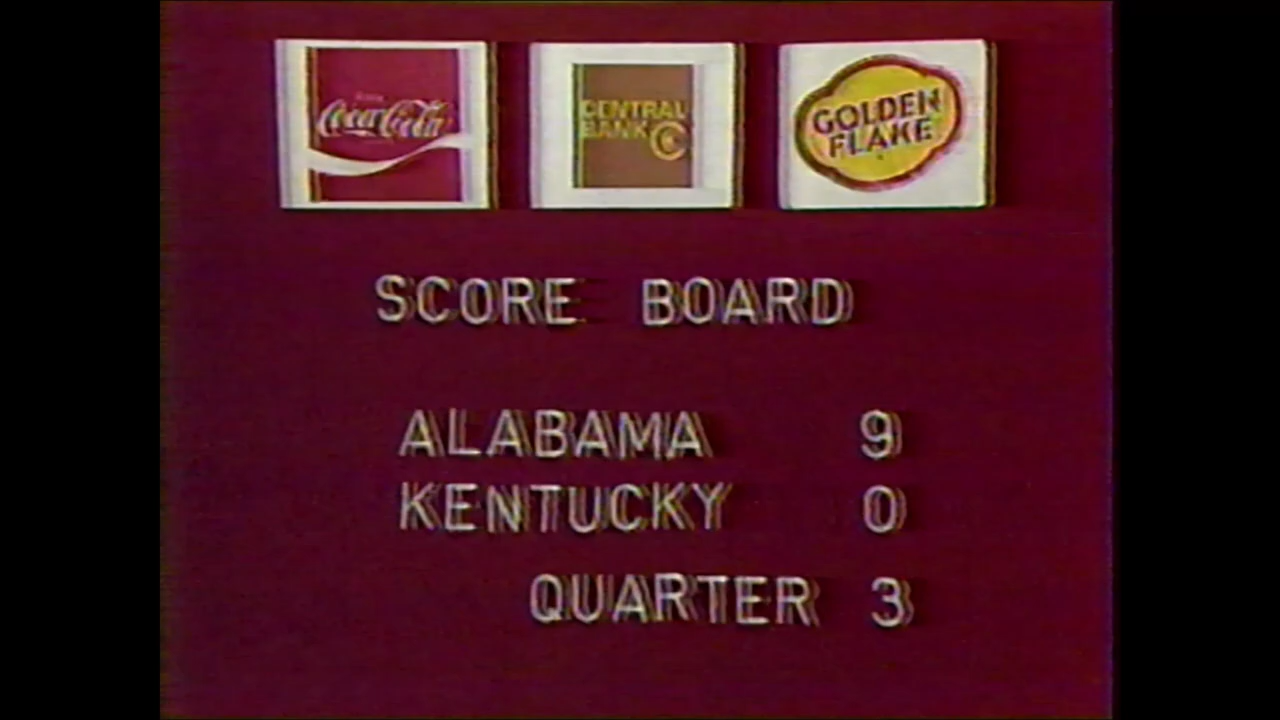 Coca-Cola
CENTRAL
BANK
GOLDEN
FLAKE
SCORE BOARD
ALABAMA 9
KENTUCKY 0
QUARTER 3